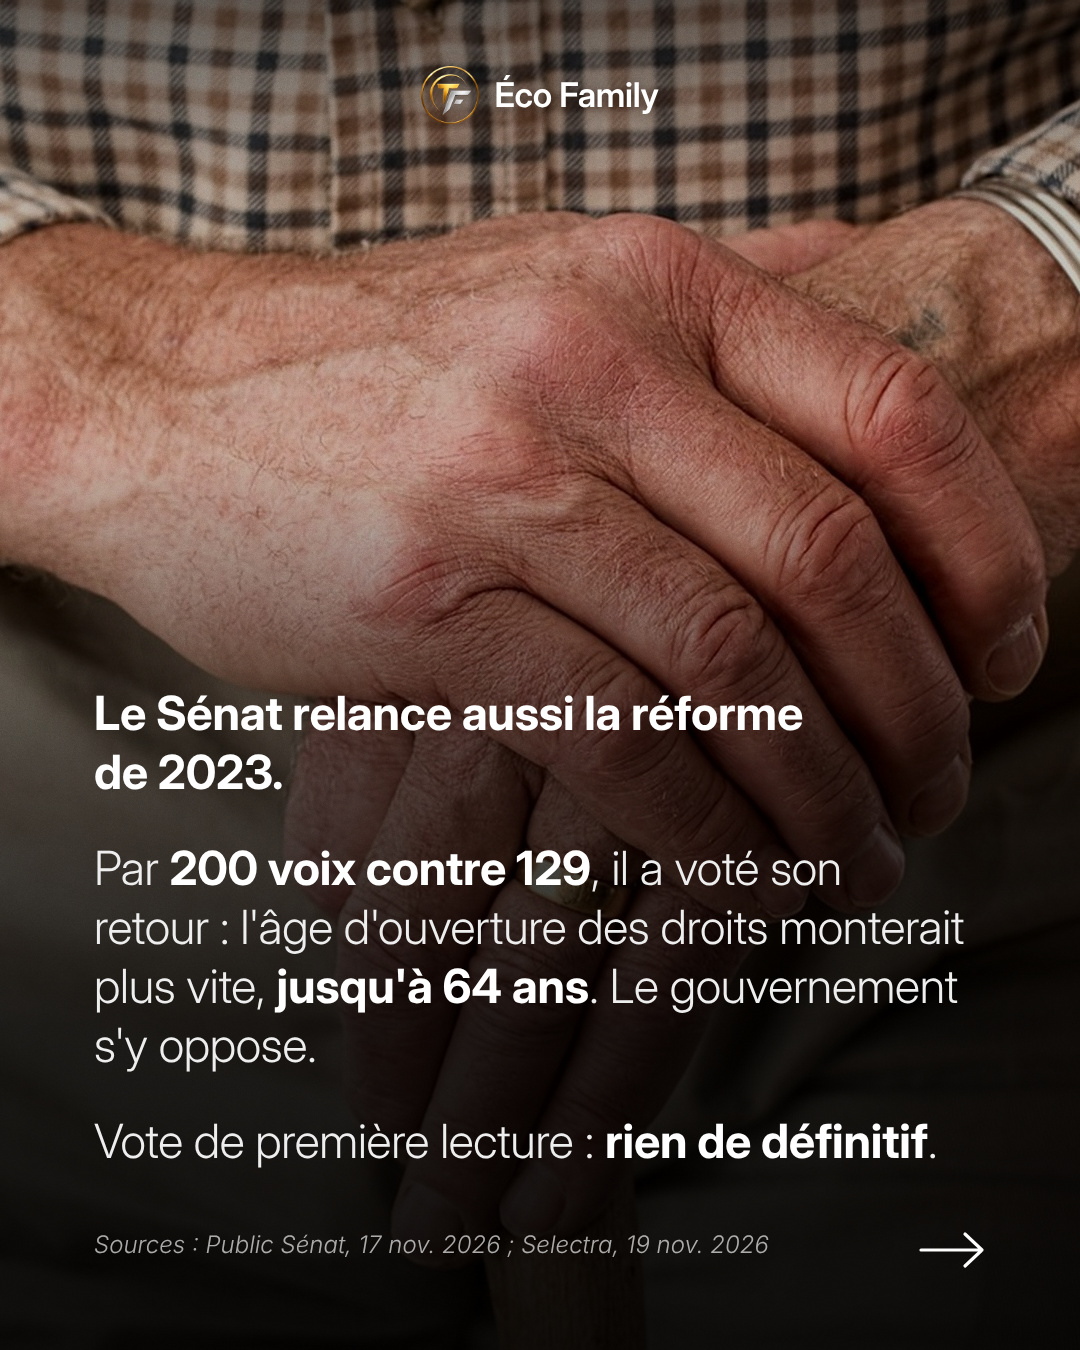 TF Éco Family
Le Sénat relance aussi la réforme
de 2023.
Par 200 voix contre 129, il a voté son
retour : l'âge d'ouverture des droits monterait
plus vite, jusqu'à 64 ans. Le gouvernement
s'y oppose.
Vote de première lecture : rien de définitif.
Sources : Public Sénat, 17 nov. 2026 ; Selectra, 19 nov. 2026